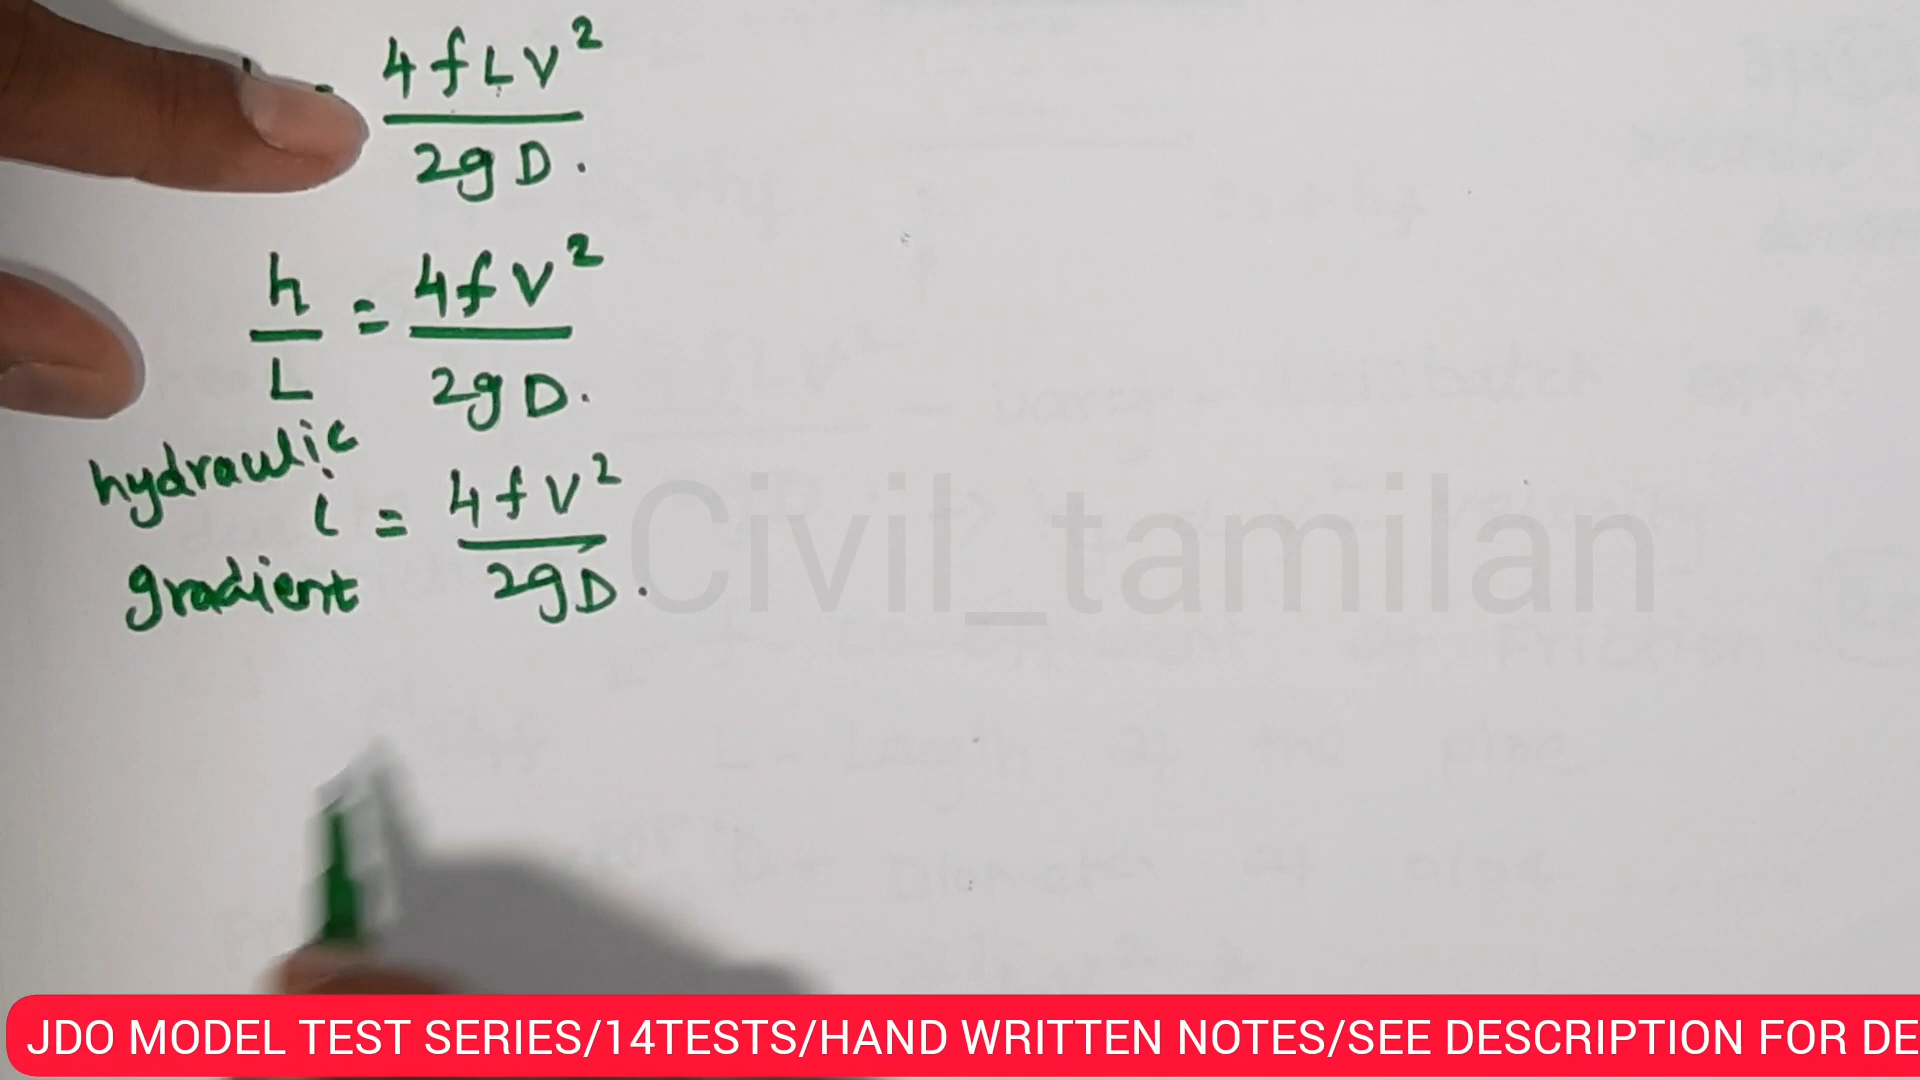 = 4fLV²
2gD.
h = 4fV²
L 2gD.
hydraulic
i = 4fV²
gradient 2gD.
Civil_tamilan
JDO MODEL TEST SERIES/14TESTS/HAND WRITTEN NOTES/SEE DESCRIPTION FOR DE